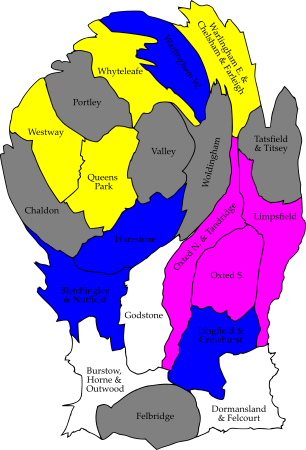 Warlingham E. &
Chelsham & Farleigh
Warlingham W.
Whyteleafe
Portley
Westway
Valley
Woldingham
Tatsfield
& Titsey
Queens
Park
Chaldon
Limpsfield
Harestone
Oxted N. & Tandridge
Oxted S.
Bletchingley
& Nutfield
Godstone
Lingfield &
Crowhurst
Burstow,
Horne &
Outwood
Felbridge
Dormansland
& Felcourt